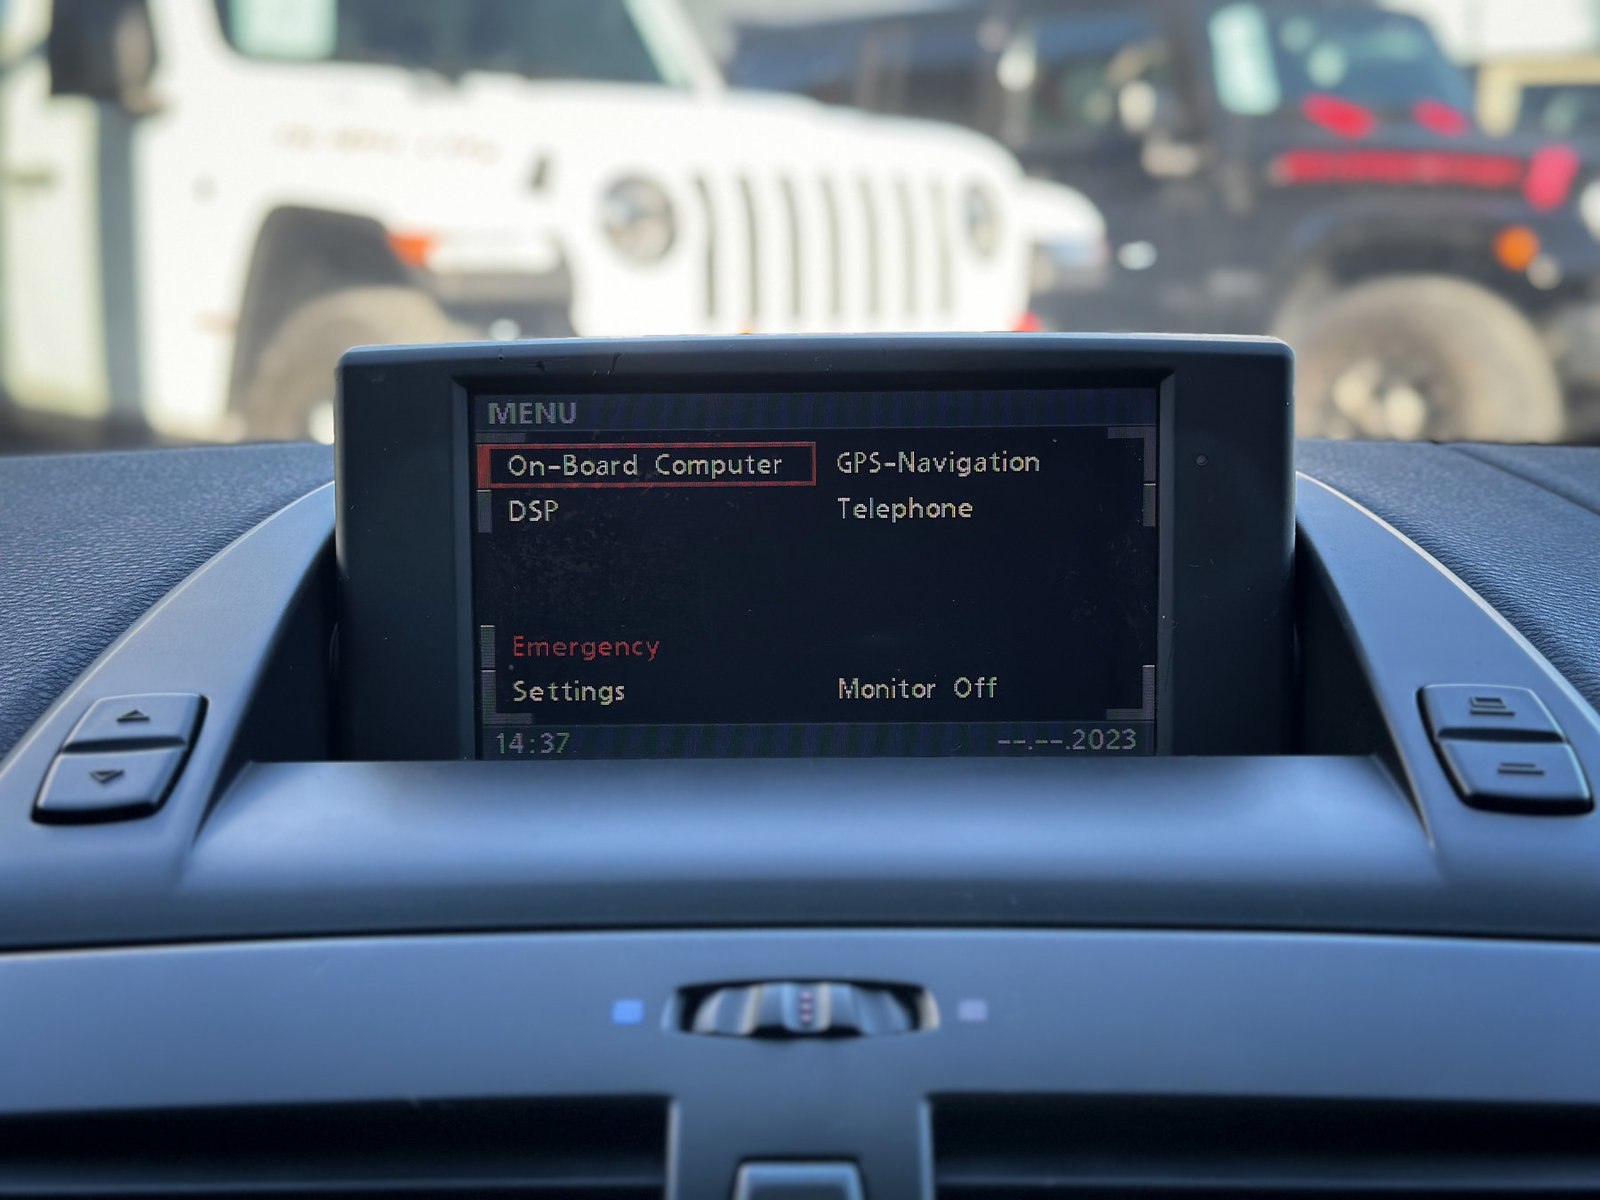 MENU
On-Board Computer GPS-Navigation
DSP Telephone
Emergency
Settings Monitor Off
14:37 --.--.2023